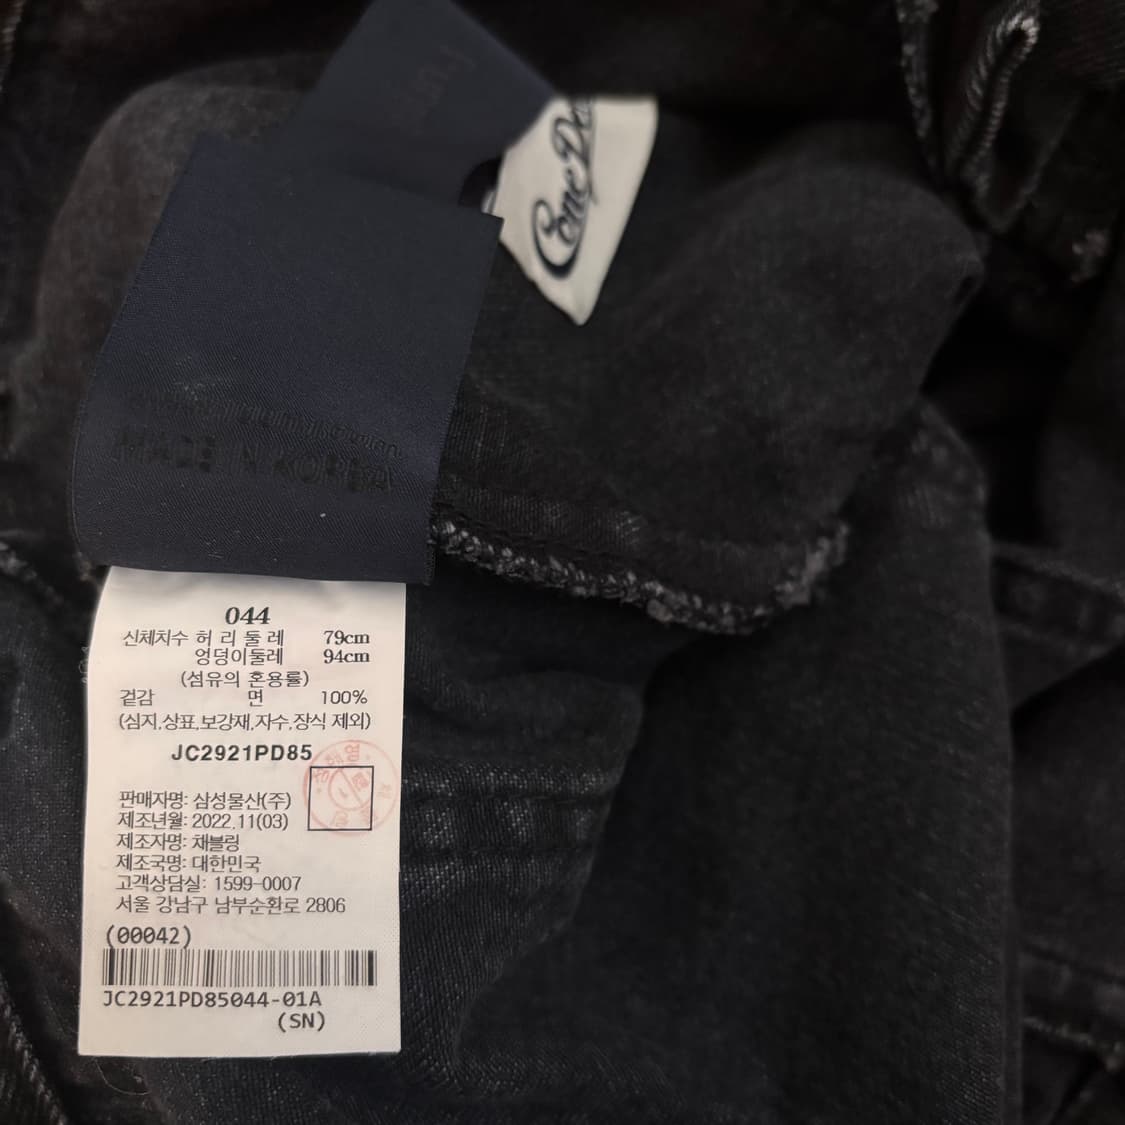 Cone De
MADE IN KOREA
044
신체치수 허 리 둘 레 79cm
엉덩이둘레 94cm
(섬유의 혼용률)
겉감 면 100%
(심지,상표,보강재,자수,장식 제외)
JC2921PD85
판매자명: 삼성물산(주)
제조년월: 2022.11(03)
제조자명: 채블링
제조국명: 대한민국
고객상담실: 1599-0007
서울 강남구 남부순환로 2806
(00042)
JC2921PD85044-01A
(SN)